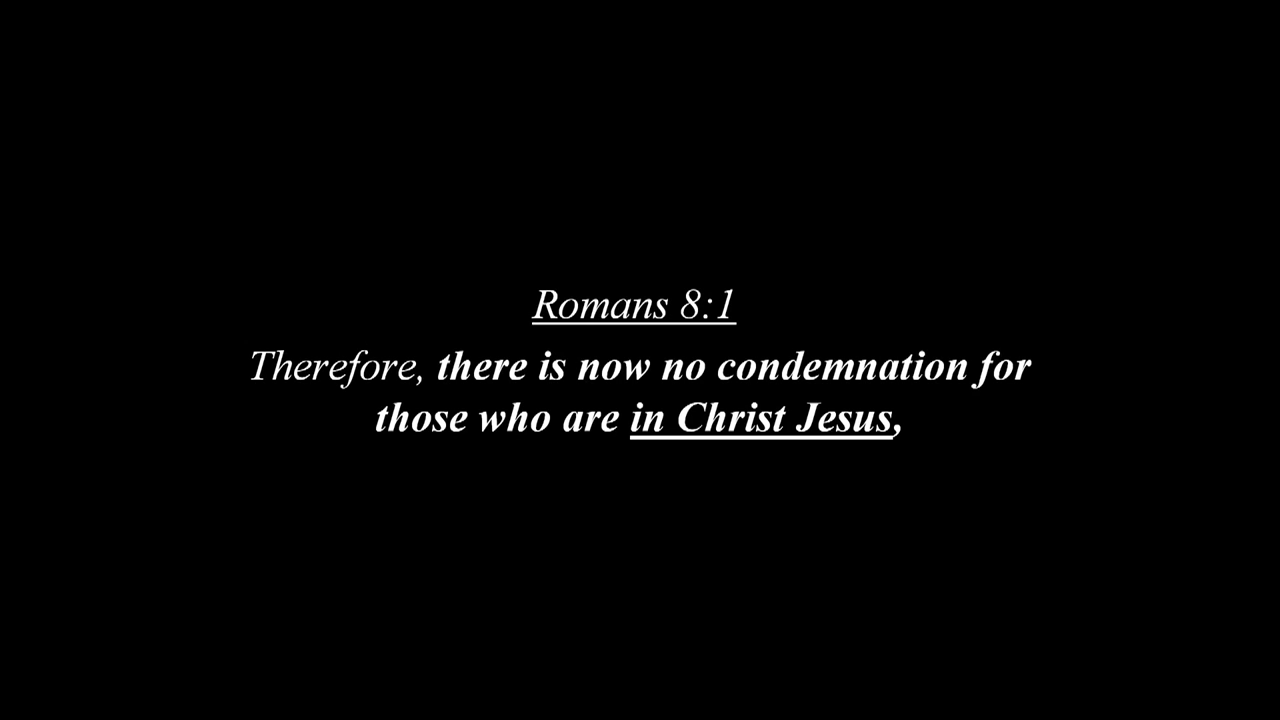 Romans 8:1
Therefore, there is now no condemnation for
those who are in Christ Jesus,